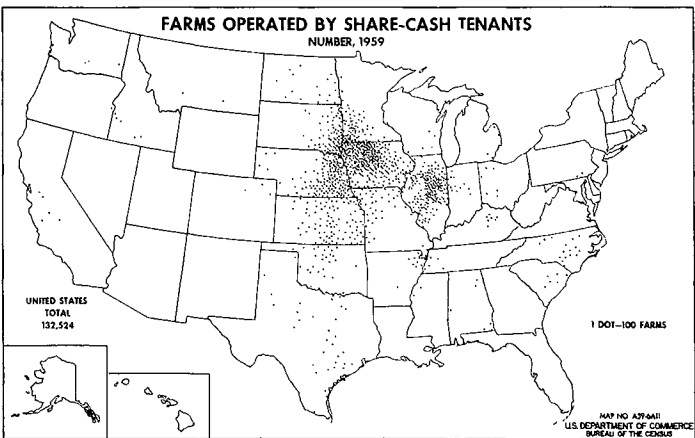 FARMS OPERATED BY SHARE-CASH TENANTS
NUMBER, 1959
UNITED STATES
TOTAL
132,524
1 DOT—100 FARMS
MAP NO. A59-6A11
U.S. DEPARTMENT OF COMMERCE
BUREAU OF THE CENSUS